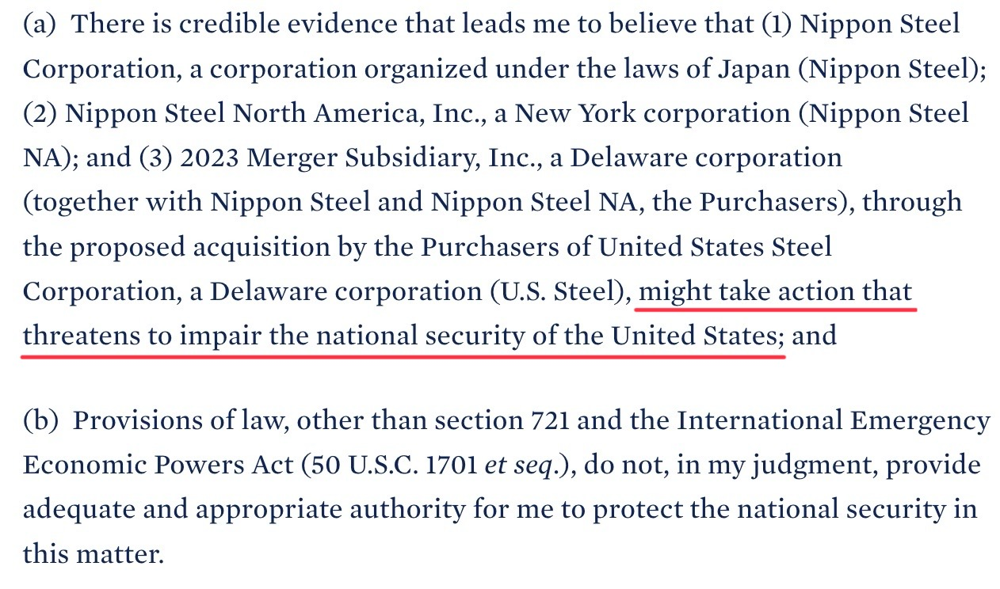 (a)  There is credible evidence that leads me to believe that (1) Nippon Steel
Corporation, a corporation organized under the laws of Japan (Nippon Steel);
(2) Nippon Steel North America, Inc., a New York corporation (Nippon Steel
NA); and (3) 2023 Merger Subsidiary, Inc., a Delaware corporation
(together with Nippon Steel and Nippon Steel NA, the Purchasers), through
the proposed acquisition by the Purchasers of United States Steel
Corporation, a Delaware corporation (U.S. Steel), might take action that
threatens to impair the national security of the United States; and
(b)  Provisions of law, other than section 721 and the International Emergency
Economic Powers Act (50 U.S.C. 1701 et seq.), do not, in my judgment, provide
adequate and appropriate authority for me to protect the national security in
this matter.